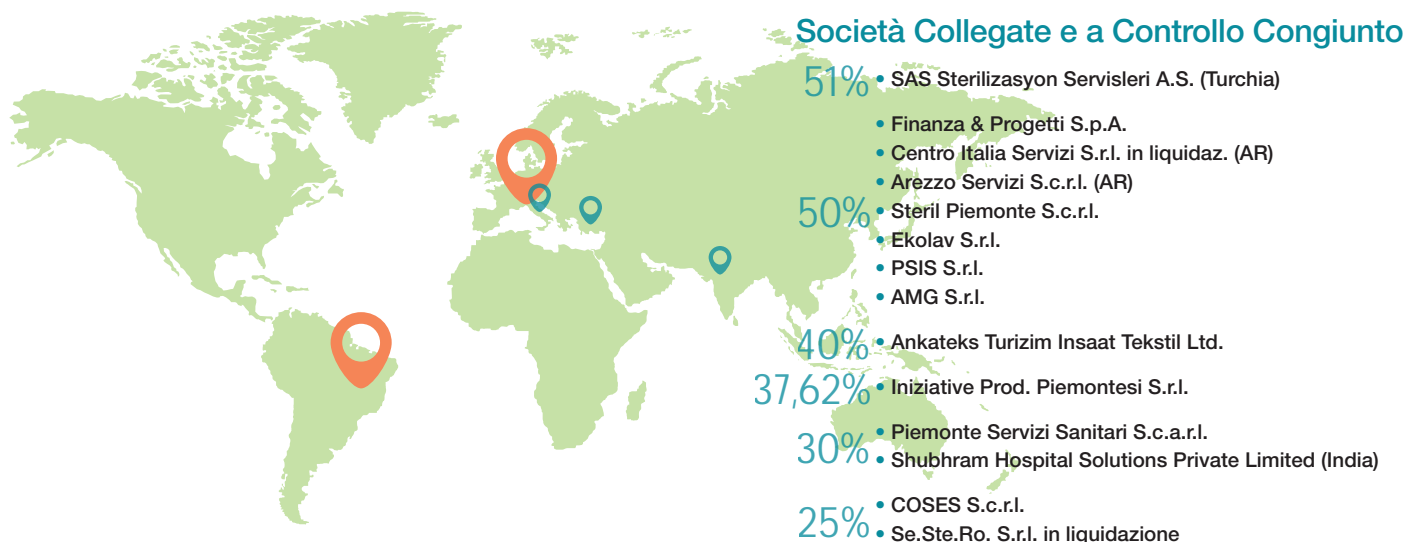 Società Collegate e a Controllo Congiunto
51%
• SAS Sterilizasyon Servisleri A.S. (Turchia)
50%
• Finanza & Progetti S.p.A.
• Centro Italia Servizi S.r.l. in liquidaz. (AR)
• Arezzo Servizi S.c.r.l. (AR)
• Steril Piemonte S.c.r.l.
• Ekolav S.r.l.
• PSIS S.r.l.
• AMG S.r.l.
40%
• Ankateks Turizim Insaat Tekstil Ltd.
37,62%
• Iniziative Prod. Piemontesi S.r.l.
30%
• Piemonte Servizi Sanitari S.c.a.r.l.
• Shubhram Hospital Solutions Private Limited (India)
25%
• COSES S.c.r.l.
• Se.Ste.Ro. S.r.l. in liquidazione